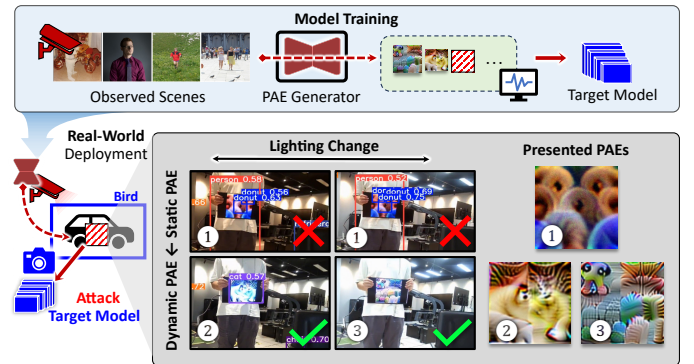 Model Training
Observed Scenes
PAE Generator
...
Target Model
Real-World
Deployment
Bird
Attack
Target Model
Lighting Change
Presented PAEs
Dynamic PAE ← Static PAE
person 0.58
donut 0.56
donut 0.63
1
person 0.52
donut 0.69
donut 0.75
1
cat 0.57
2
3
1
2
3